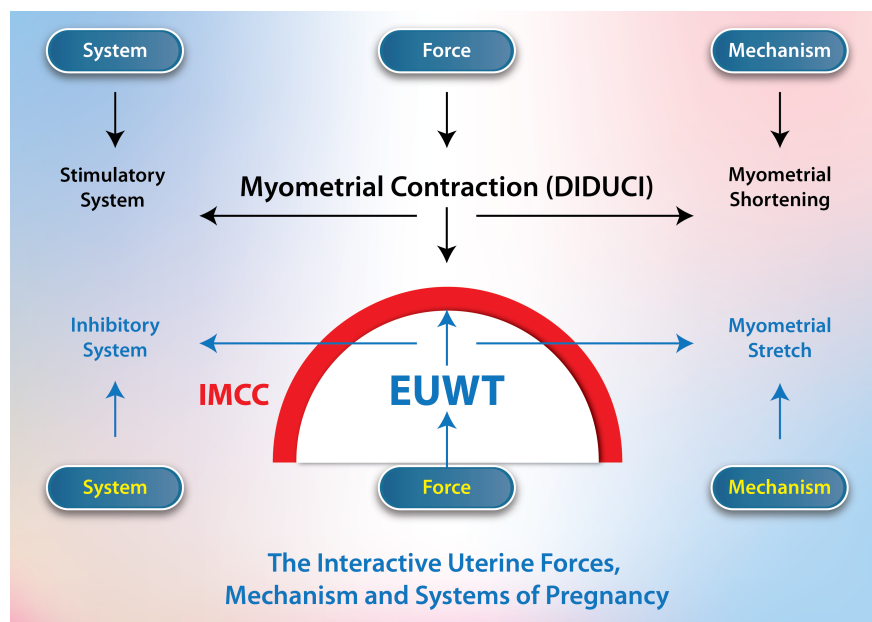 System
Force
Mechanism
Stimulatory
System
Myometrial Contraction (DIDUCI)
Myometrial
Shortening
Inhibitory
System
Myometrial
Stretch
IMCC
EUWT
System
Force
Mechanism
The Interactive Uterine Forces,
Mechanism and Systems of Pregnancy